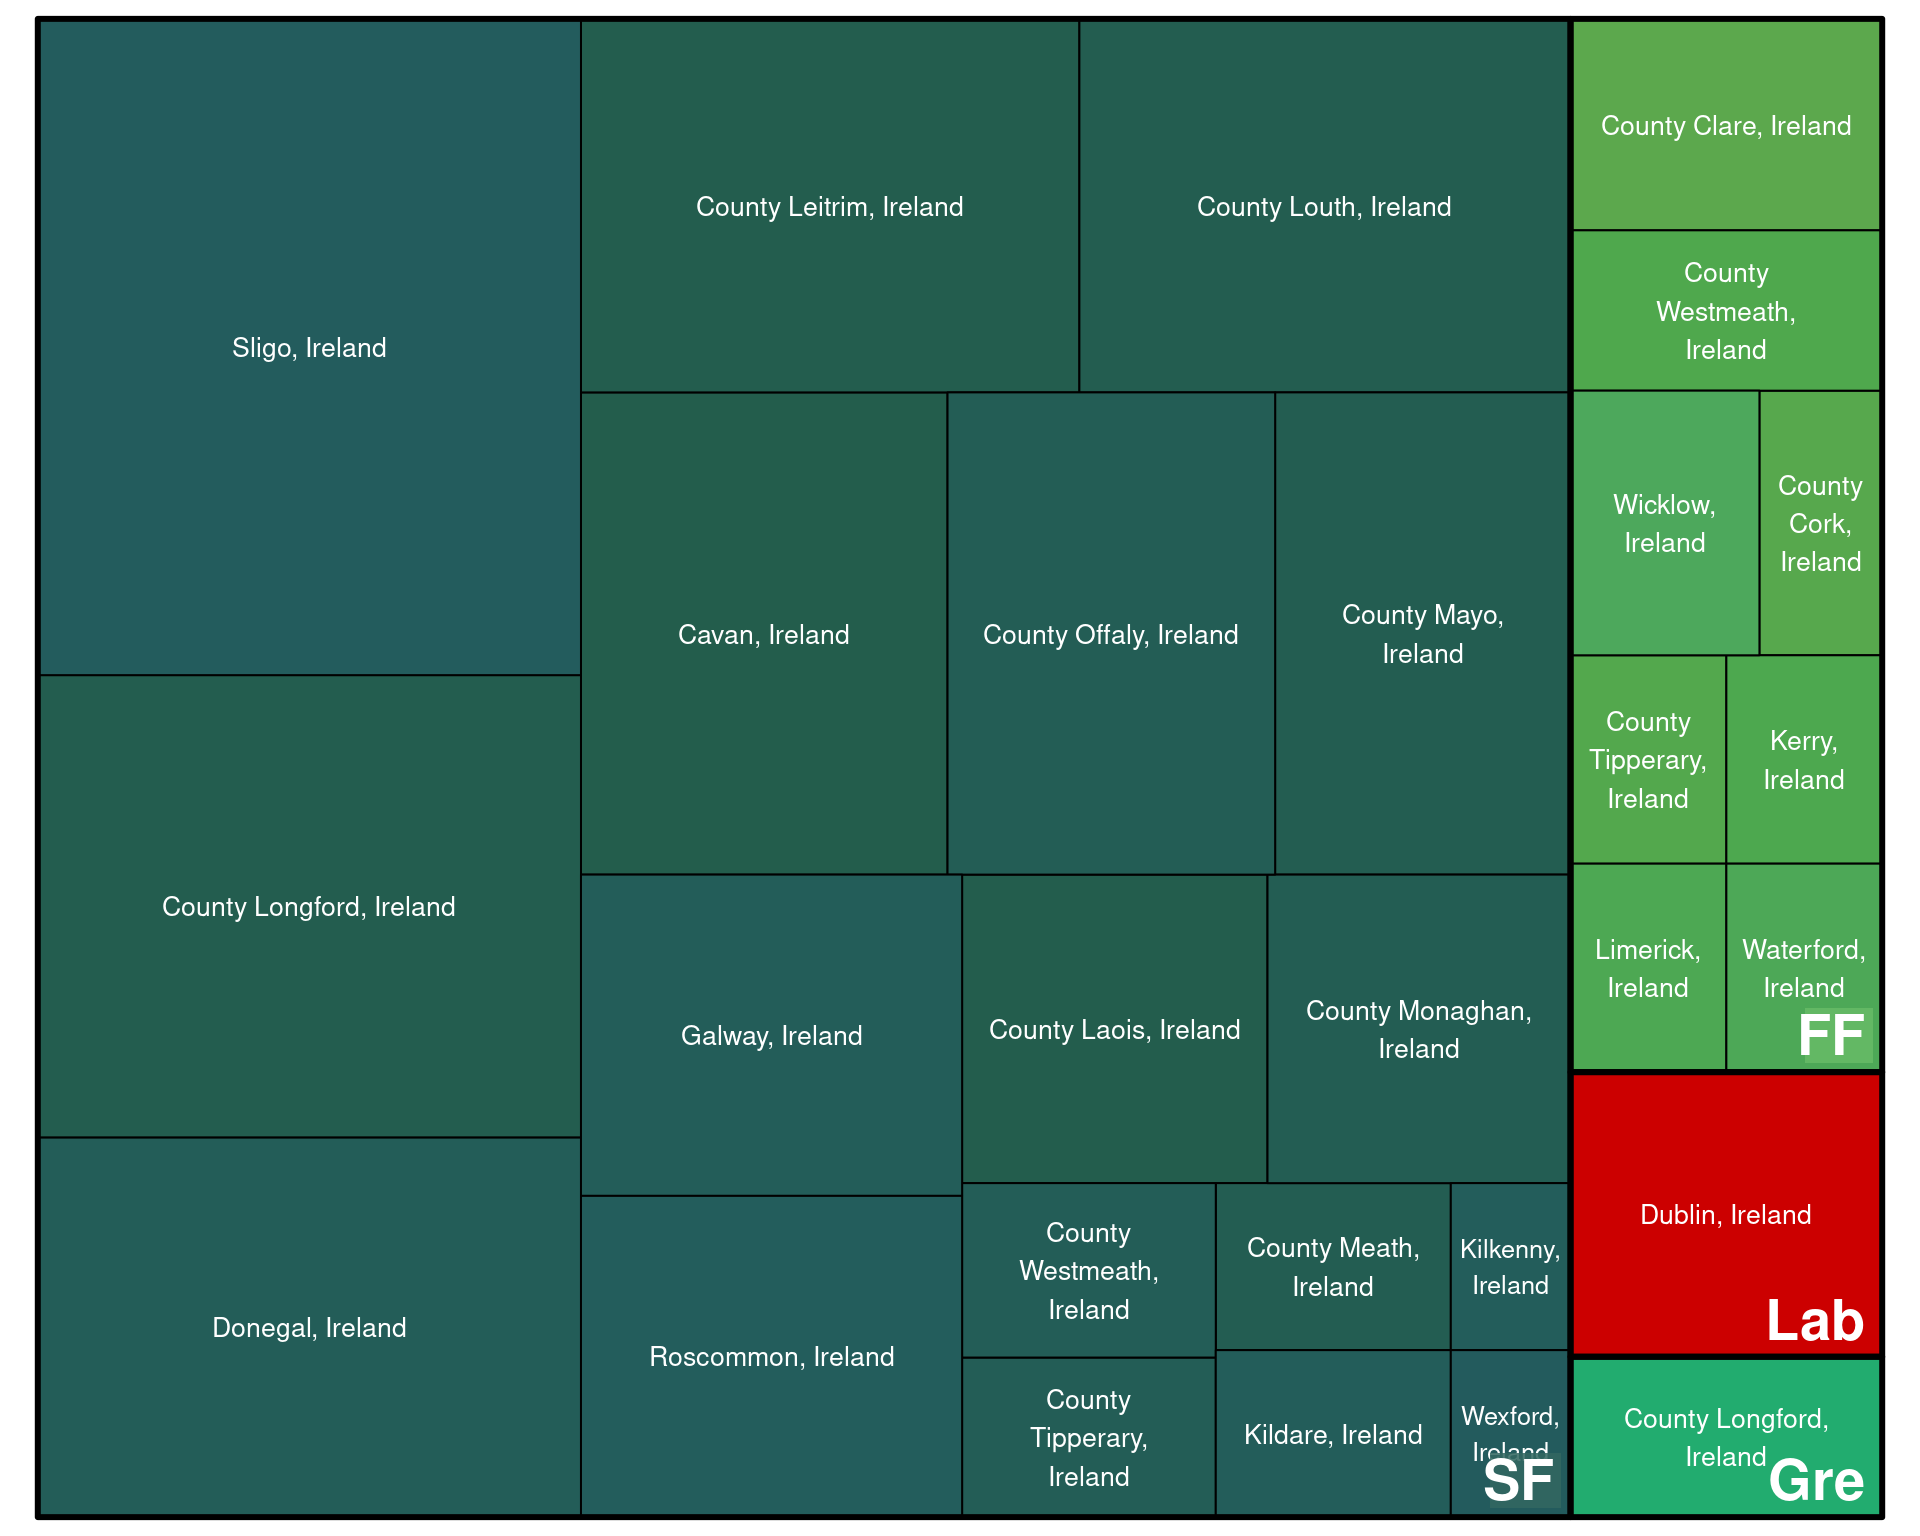 Sligo, Ireland
County Longford, Ireland
Donegal, Ireland
County Leitrim, Ireland
County Louth, Ireland
Cavan, Ireland
County Offaly, Ireland
County Mayo,
Ireland
Galway, Ireland
Roscommon, Ireland
County Laois, Ireland
County Monaghan,
Ireland
County
Westmeath,
Ireland
County
Tipperary,
Ireland
County Meath,
Ireland
Kildare, Ireland
Kilkenny,
Ireland
Wexford,
Ireland
SF
County Clare, Ireland
County
Westmeath,
Ireland
Wicklow,
Ireland
County
Cork,
Ireland
County
Tipperary,
Ireland
Kerry,
Ireland
Limerick,
Ireland
Waterford,
Ireland
FF
Dublin, Ireland
Lab
County Longford,
Ireland
Gre